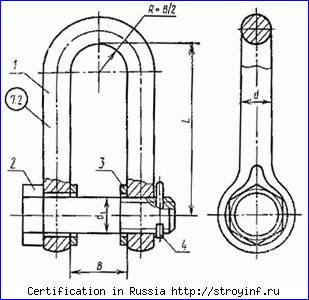 R = B/2
1
7.2
L
d
2
3
d₁
B
4
Certification in Russia http://stroyinf.ru